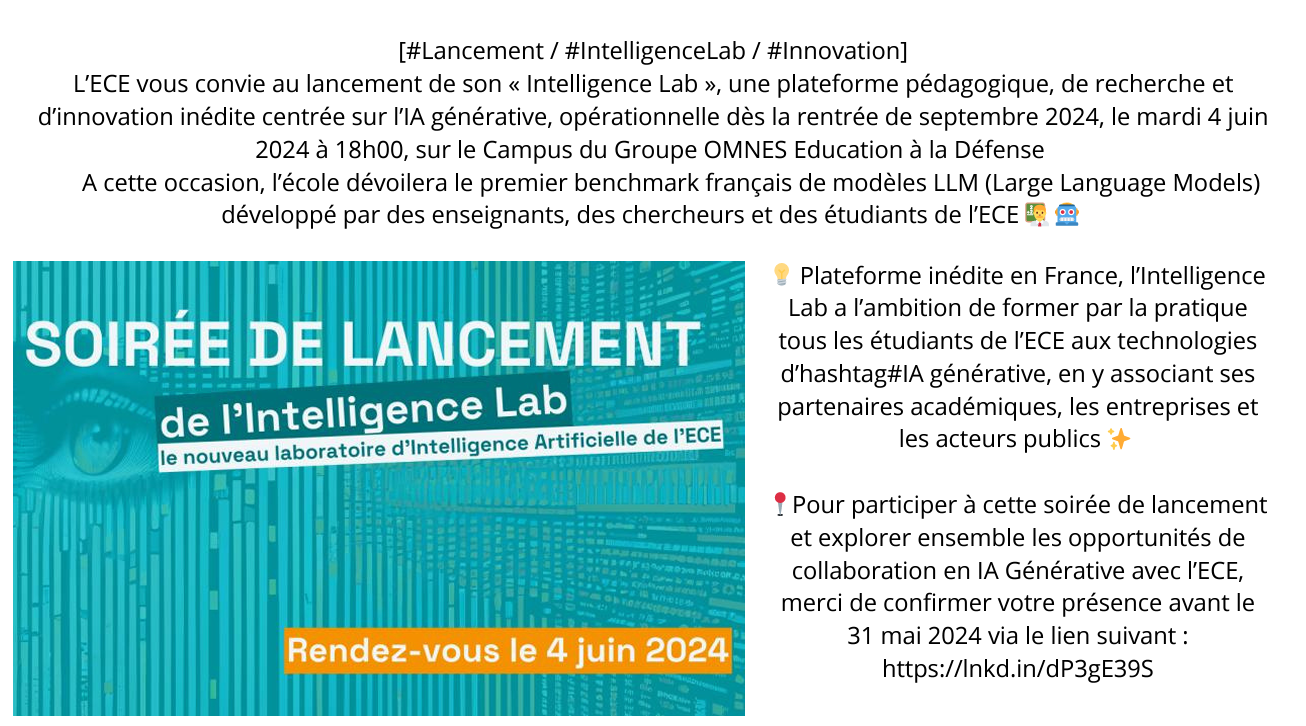 [#Lancement / #IntelligenceLab / #Innovation]
L’ECE vous convie au lancement de son « Intelligence Lab », une plateforme pédagogique, de recherche et
d’innovation inédite centrée sur l’IA générative, opérationnelle dès la rentrée de septembre 2024, le mardi 4 juin
2024 à 18h00, sur le Campus du Groupe OMNES Education à la Défense
A cette occasion, l’école dévoilera le premier benchmark français de modèles LLM (Large Language Models)
développé par des enseignants, des chercheurs et des étudiants de l’ECE 👩‍🏫 🤖
SOIRÉE DE LANCEMENT
de l’Intelligence Lab
le nouveau laboratoire d’Intelligence Artificielle de l’ECE
Rendez-vous le 4 juin 2024
💡 Plateforme inédite en France, l’Intelligence
Lab a l’ambition de former par la pratique
tous les étudiants de l’ECE aux technologies
d’hashtag#IA générative, en y associant ses
partenaires académiques, les entreprises et
les acteurs publics ✨
📍Pour participer à cette soirée de lancement
et explorer ensemble les opportunités de
collaboration en IA Générative avec l’ECE,
merci de confirmer votre présence avant le
31 mai 2024 via le lien suivant :
https://lnkd.in/dP3gE39S